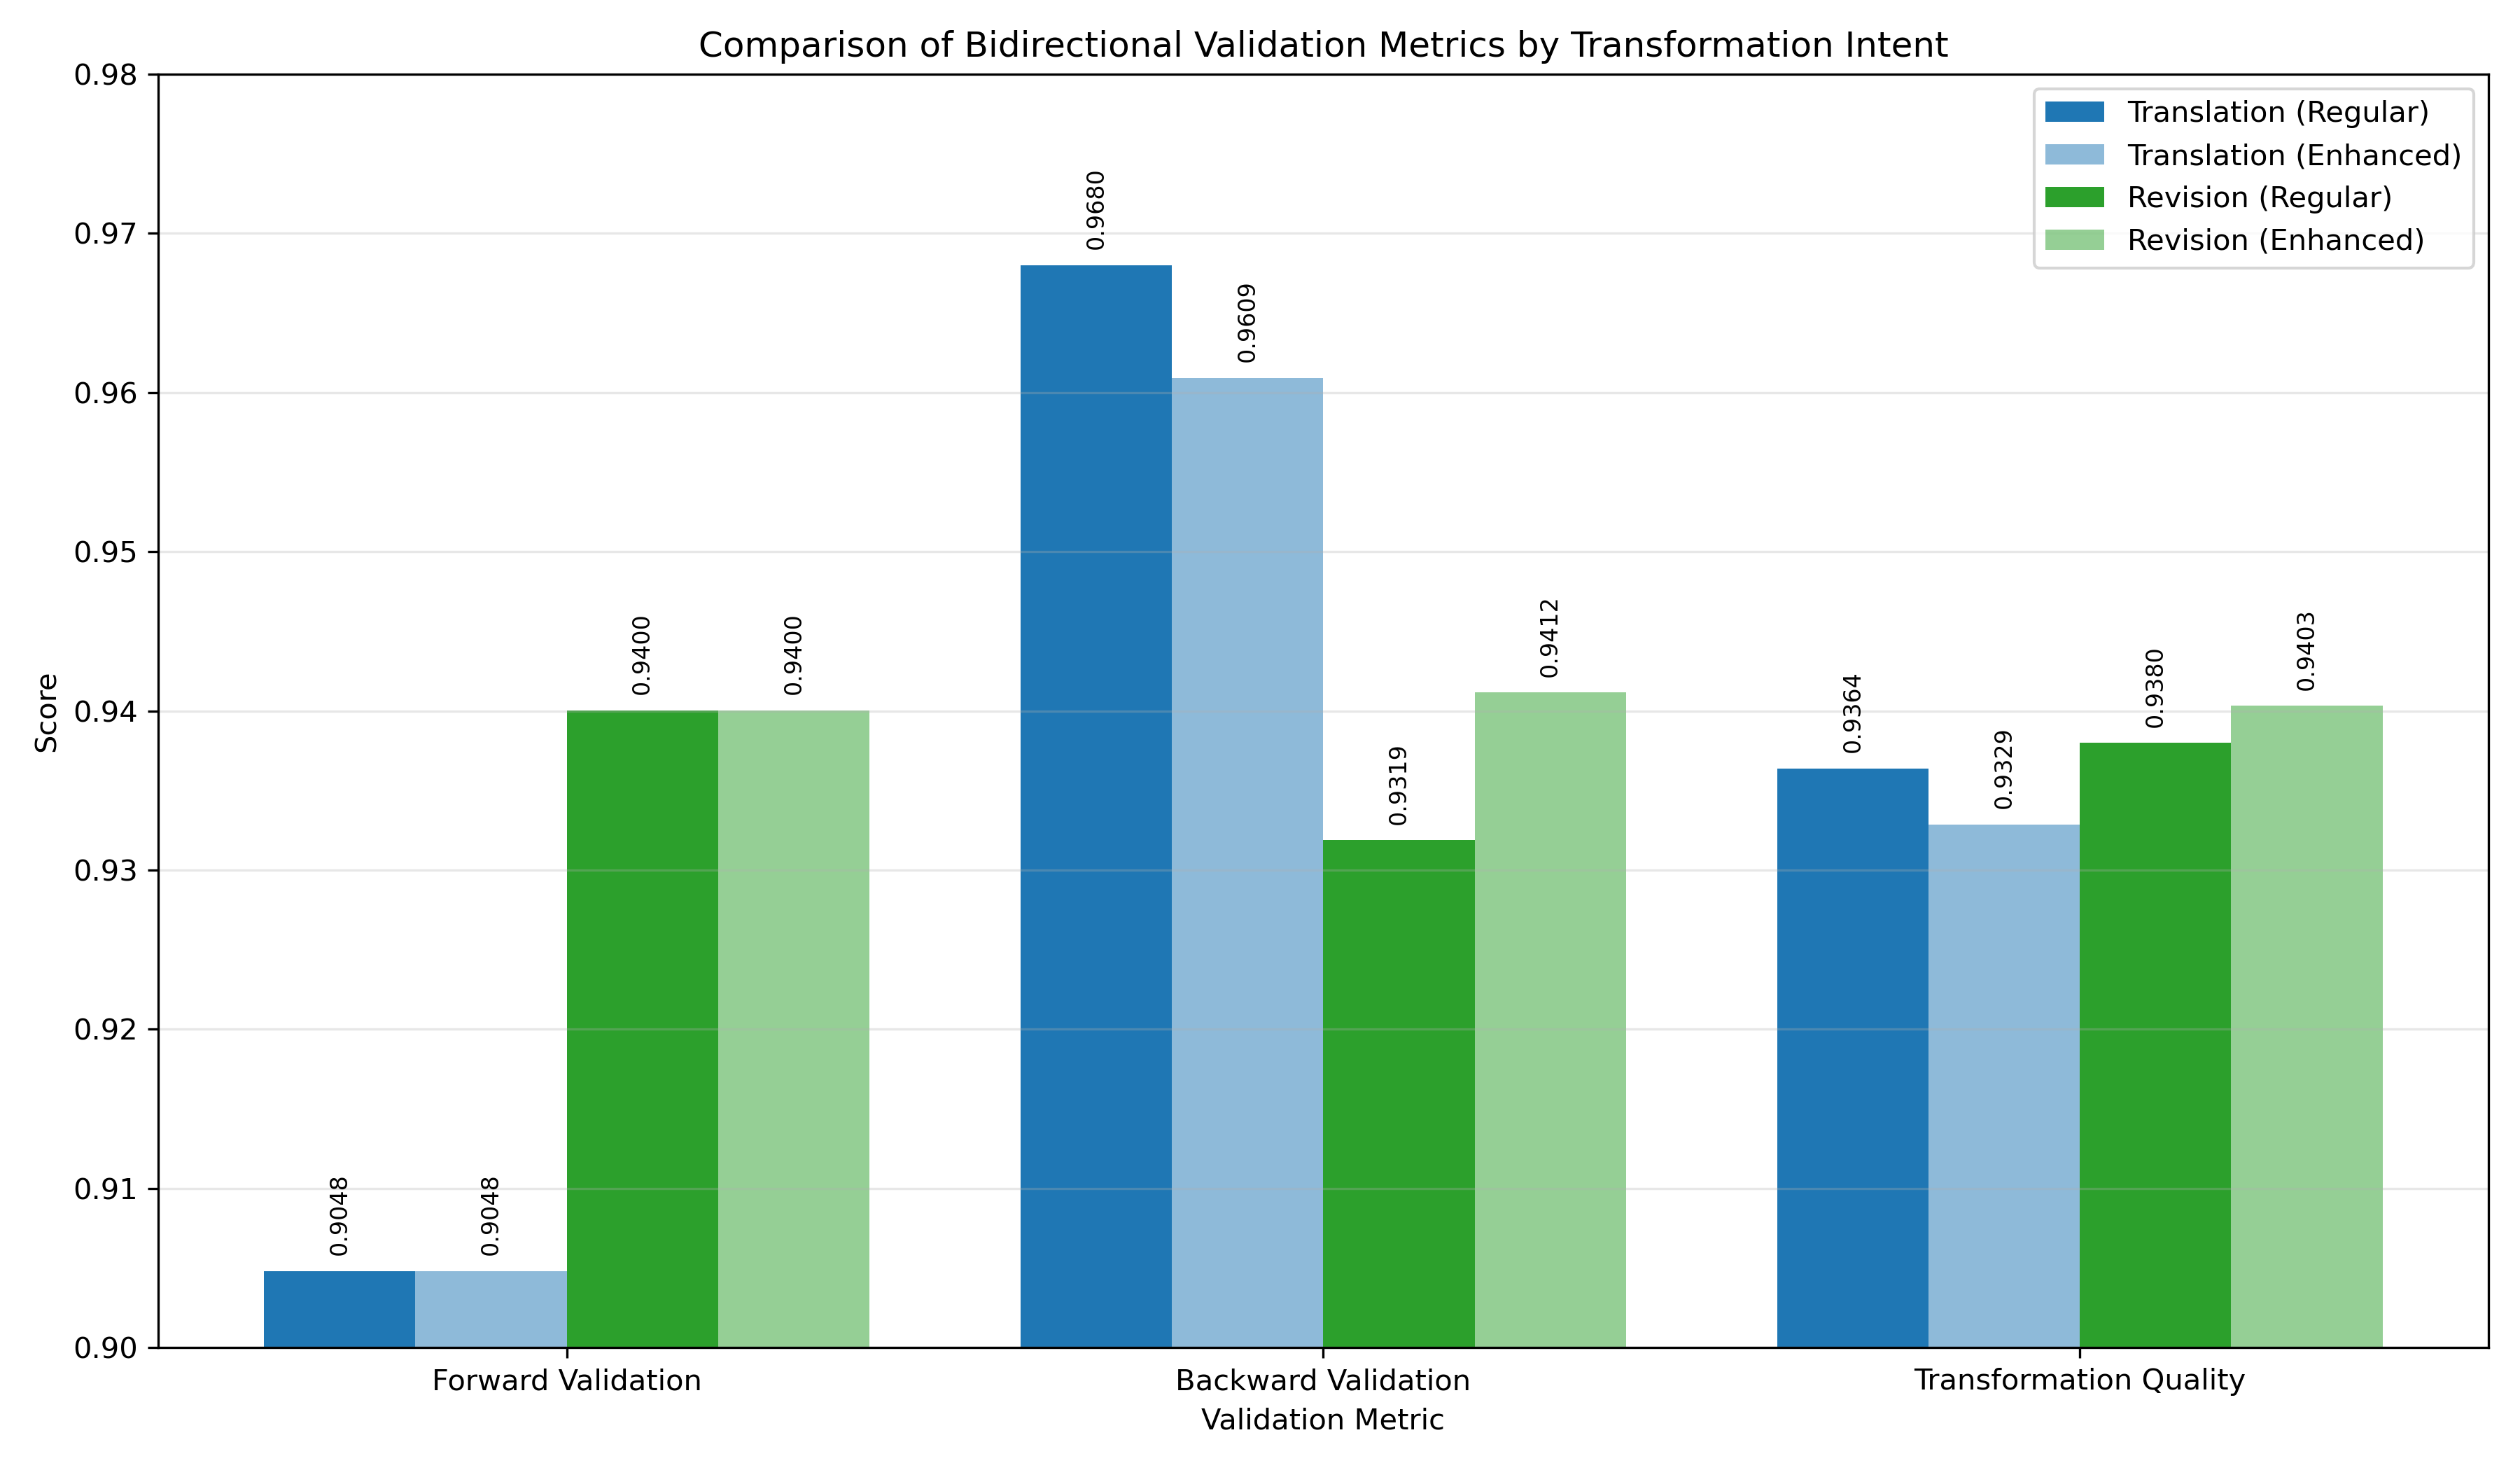 Comparison of Bidirectional Validation Metrics by Transformation Intent
0.98
0.97
0.96
0.95
0.94
0.93
0.92
0.91
0.90
Score
Translation (Regular)
Translation (Enhanced)
Revision (Regular)
Revision (Enhanced)
0.9048
0.9048
0.9400
0.9400
0.9680
0.9609
0.9319
0.9412
0.9364
0.9329
0.9380
0.9403
Forward Validation
Backward Validation
Transformation Quality
Validation Metric